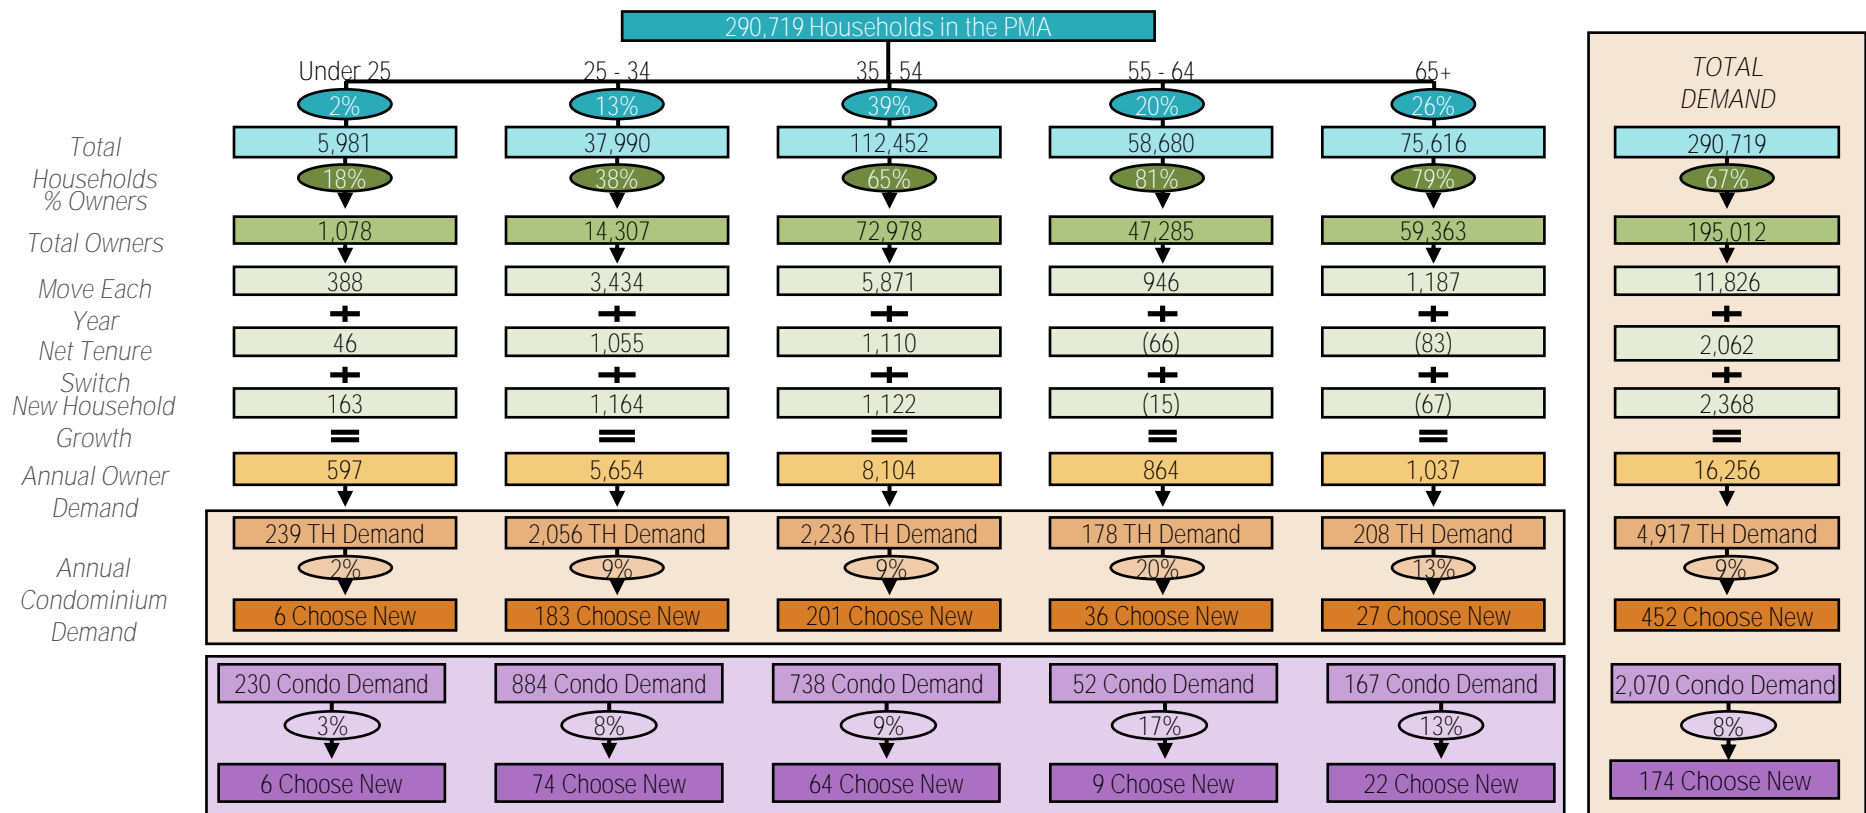 290,719 Households in the PMA
Under 25 25 - 34 35 - 54 55 - 64 65+
TOTAL
DEMAND
2% 13% 39% 20% 26%
Total
Households
5,981 37,990 112,452 58,680 75,616 290,719
% Owners
18% 38% 65% 81% 79% 67%
Total Owners
1,078 14,307 72,978 47,285 59,363 195,012
Move Each
Year
388 3,434 5,871 946 1,187 11,826
+ + + + + +
Net Tenure
Switch
46 1,055 1,110 (66) (83) 2,062
+ + + + + +
New Household
Growth
163 1,164 1,122 (15) (67) 2,368
= = = = = =
Annual Owner
Demand
597 5,654 8,104 864 1,037 16,256
Annual
Condominium
Demand
239 TH Demand 2,056 TH Demand 2,236 TH Demand 178 TH Demand 208 TH Demand 4,917 TH Demand
2% 9% 9% 20% 13% 9%
6 Choose New 183 Choose New 201 Choose New 36 Choose New 27 Choose New 452 Choose New
230 Condo Demand 884 Condo Demand 738 Condo Demand 52 Condo Demand 167 Condo Demand 2,070 Condo Demand
3% 8% 9% 17% 13% 8%
6 Choose New 74 Choose New 64 Choose New 9 Choose New 22 Choose New 174 Choose New